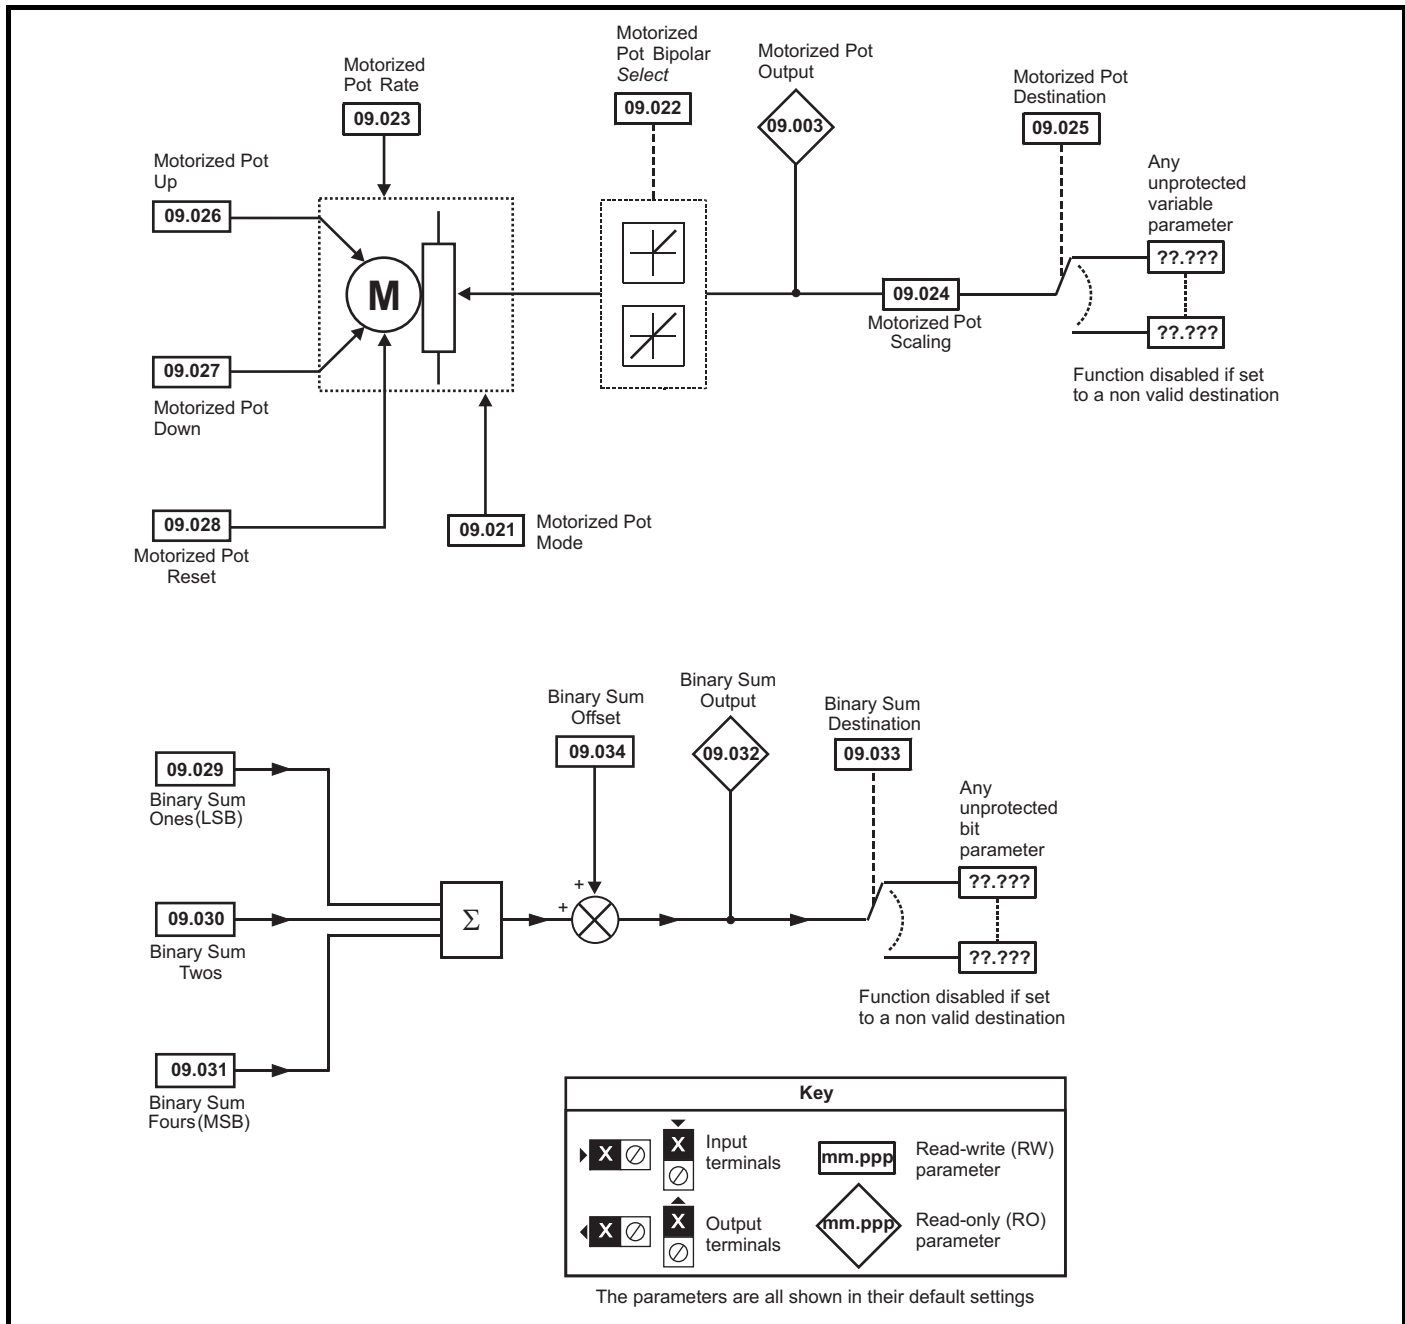 Motorized
Pot Rate
09.023
Motorized
Pot Bipolar
Select
09.022
Motorized Pot
Output
09.003
Motorized Pot
Destination
09.025
Motorized Pot
Up
09.026
Any
unprotected
variable
parameter
??.???
??.???
M
09.024
Motorized Pot
Scaling
09.027
Motorized Pot
Down
Function disabled if set
to a non valid destination
09.028
Motorized Pot
Reset
09.021
Motorized Pot
Mode
Binary Sum
Offset
09.034
Binary Sum
Output
09.032
Binary Sum
Destination
09.033
09.029
Binary Sum
Ones(LSB)
Any
unprotected
bit
parameter
??.???
??.???
+
+
Σ
09.030
Binary Sum
Twos
Function disabled if set
to a non valid destination
09.031
Binary Sum
Fours(MSB)
Key
X
X
Input
terminals
mm.ppp
Read-write (RW)
parameter
X
X
Output
terminals
mm.ppp
Read-only (RO)
parameter
The parameters are all shown in their default settings